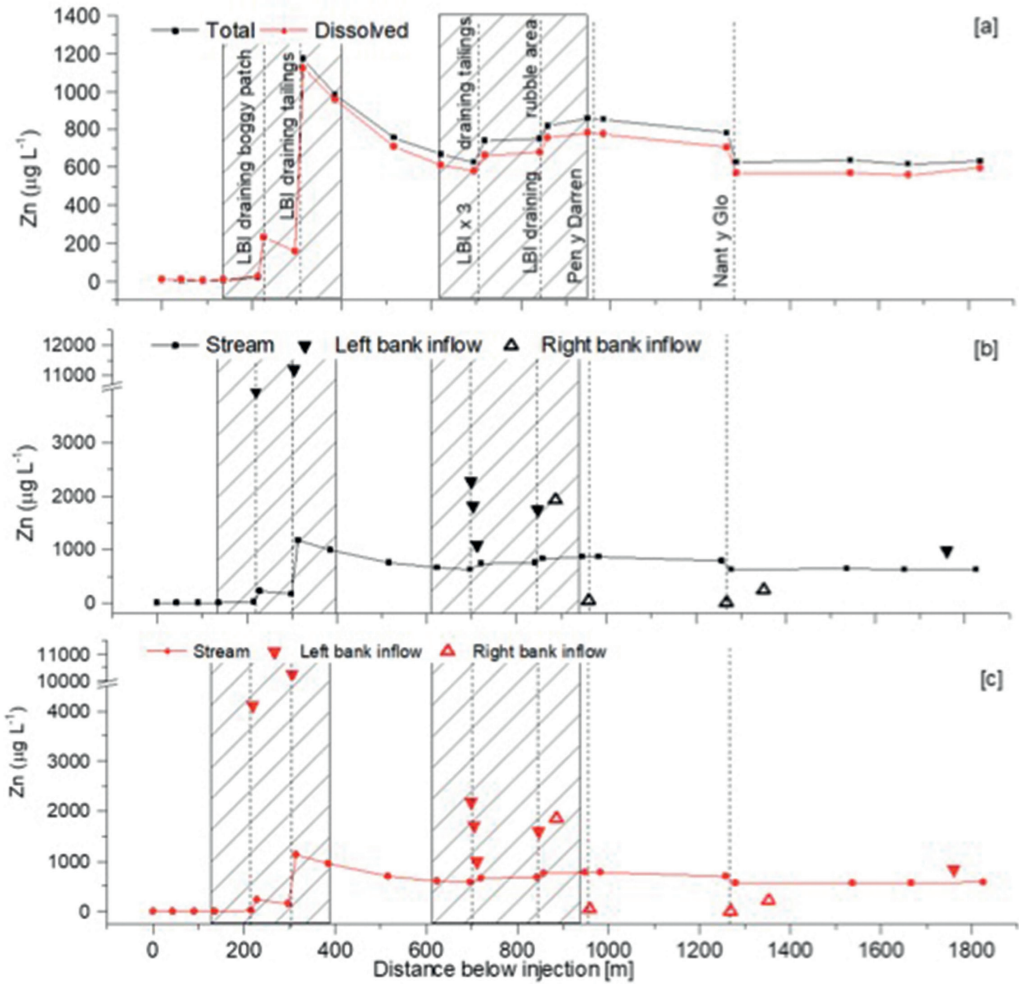 1400
1200
1000
800
600
400
200
0
Zn (µg L-1)
Total
Dissolved
[a]
LBI draining boggy patch
LBI draining tailings
LBI x 3 draining tailings
LBI draining rubble area
Pen y Darren
Nant y Glo
12000
11000
3000
2000
1000
0
Zn (µg L-1)
Stream
Left bank inflow
Right bank inflow
[b]
11000
10000
4000
3000
2000
1000
0
Zn (µg L-1)
Stream
Left bank inflow
Right bank inflow
[c]
0 200 400 600 800 1000 1200 1400 1600 1800
Distance below injection [m]